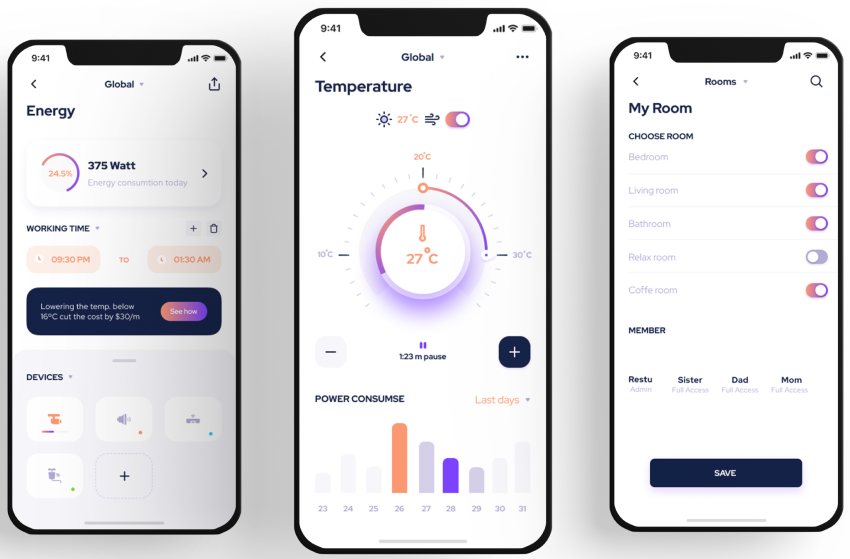 9:41
Global
Energy
24.5%
375 Watt
Energy consumtion today
WORKING TIME
09:30 PM
TO
01:30 AM
Lowering the temp. below
16ºC cut the cost by $30/m
See how
DEVICES
9:41
Global
Temperature
27°C
20°C
10°C
30°C
27°C
1:23 m pause
POWER CONSUMSE
Last days
23 24 25 26 27 28 29 30 31
9:41
Rooms
My Room
CHOOSE ROOM
Bedroom
Living room
Bathroom
Relax room
Coffe room
MEMBER
Restu Sister Dad Mom
Admin Full Access Full Access Full Access
SAVE